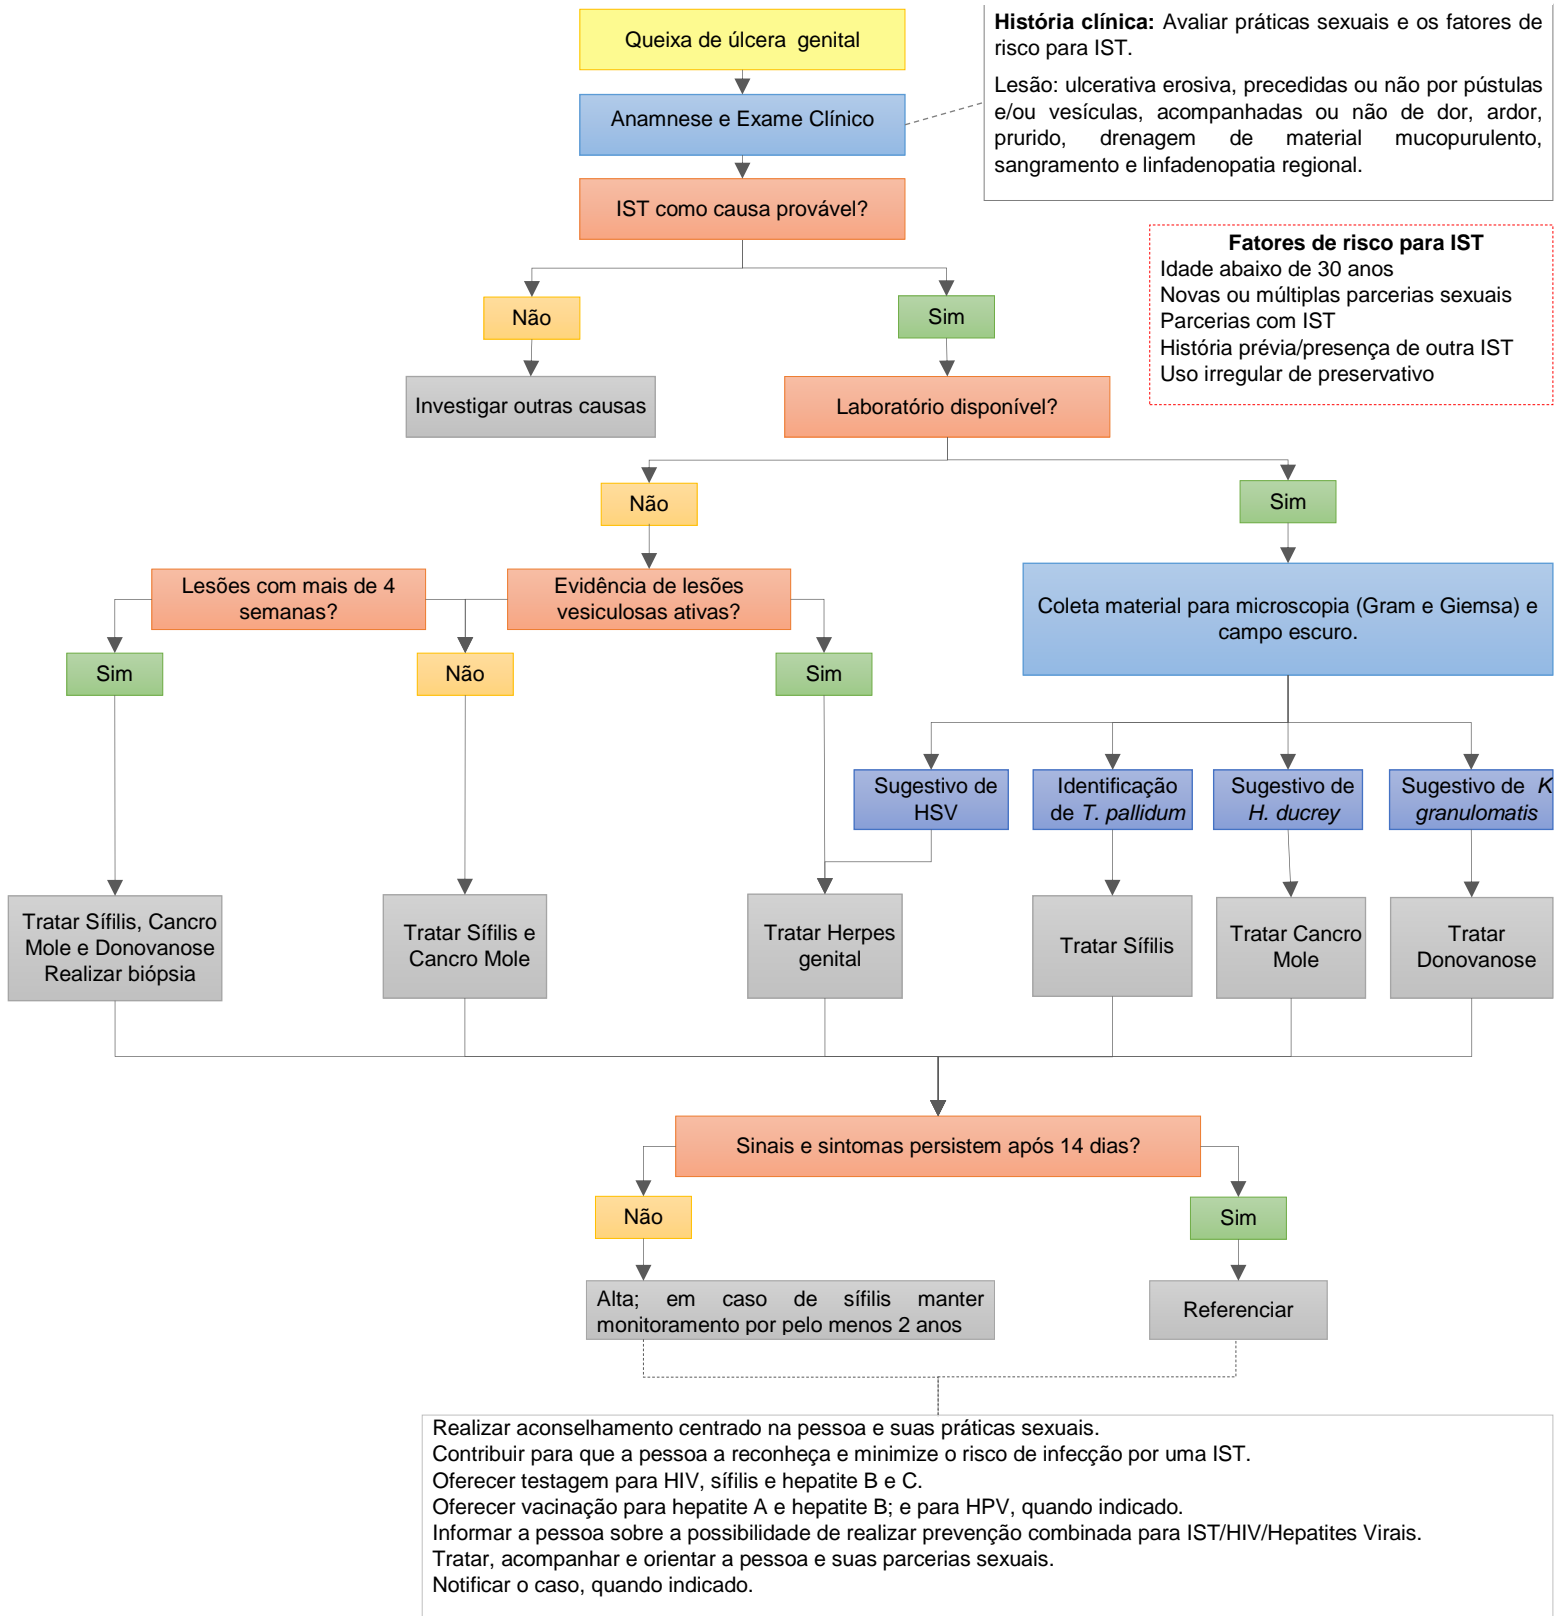 Queixa de úlcera genital
História clínica: Avaliar práticas sexuais e os fatores de
risco para IST.
Lesão: ulcerativa erosiva, precedidas ou não por pústulas
e/ou vesículas, acompanhadas ou não de dor, ardor,
prurido, drenagem de material mucopurulento,
sangramento e linfadenopatia regional.
Anamnese e Exame Clínico
IST como causa provável?
Fatores de risco para IST
Idade abaixo de 30 anos
Novas ou múltiplas parcerias sexuais
Parcerias com IST
História prévia/presença de outra IST
Uso irregular de preservativo
Não
Sim
Investigar outras causas
Laboratório disponível?
Não
Sim
Lesões com mais de 4
semanas?
Evidência de lesões
vesiculosas ativas?
Coleta material para microscopia (Gram e Giemsa) e
campo escuro.
Sim
Não
Sim
Sugestivo de
HSV
Identificação
de T. pallidum
Sugestivo de
H. ducrey
Sugestivo de K
granulomatis
Tratar Sífilis, Cancro
Mole e Donovanose
Realizar biópsia
Tratar Sífilis e
Cancro Mole
Tratar Herpes
genital
Tratar Sífilis
Tratar Cancro
Mole
Tratar
Donovanose
Sinais e sintomas persistem após 14 dias?
Não
Sim
Alta; em caso de sífilis manter
monitoramento por pelo menos 2 anos
Referenciar
Realizar aconselhamento centrado na pessoa e suas práticas sexuais.
Contribuir para que a pessoa a reconheça e minimize o risco de infecção por uma IST.
Oferecer testagem para HIV, sífilis e hepatite B e C.
Oferecer vacinação para hepatite A e hepatite B; e para HPV, quando indicado.
Informar a pessoa sobre a possibilidade de realizar prevenção combinada para IST/HIV/Hepatites Virais.
Tratar, acompanhar e orientar a pessoa e suas parcerias sexuais.
Notificar o caso, quando indicado.